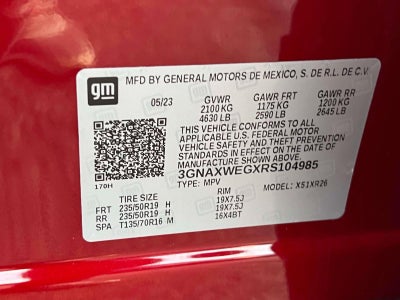 gm
MFD BY GENERAL MOTORS DE MEXICO, S. DE R.L. DE C.V.
05/23 GVWR GAWR FRT GAWR RR
2100 KG 1175 KG 1200 KG
4630 LB 2590 LB 2645 LB
THIS VEHICLE CONFORMS TO ALL
APPLICABLE U.S. FEDERAL MOTOR
VEHICLE SAFETY AND THEFT PREVENTION
STANDARDS IN EFFECT ON THE DATE OF
MANUFACTURE SHOWN ABOVE.
3GNAXWEGXRS104985
170H TYPE: MPV MODEL: X51XR26
TIRE SIZE RIM
FRT 235/50R19 H 19X7.5J
RR 235/50R19 H 19X7.5J
SPA T135/70R16 M 16X4BT